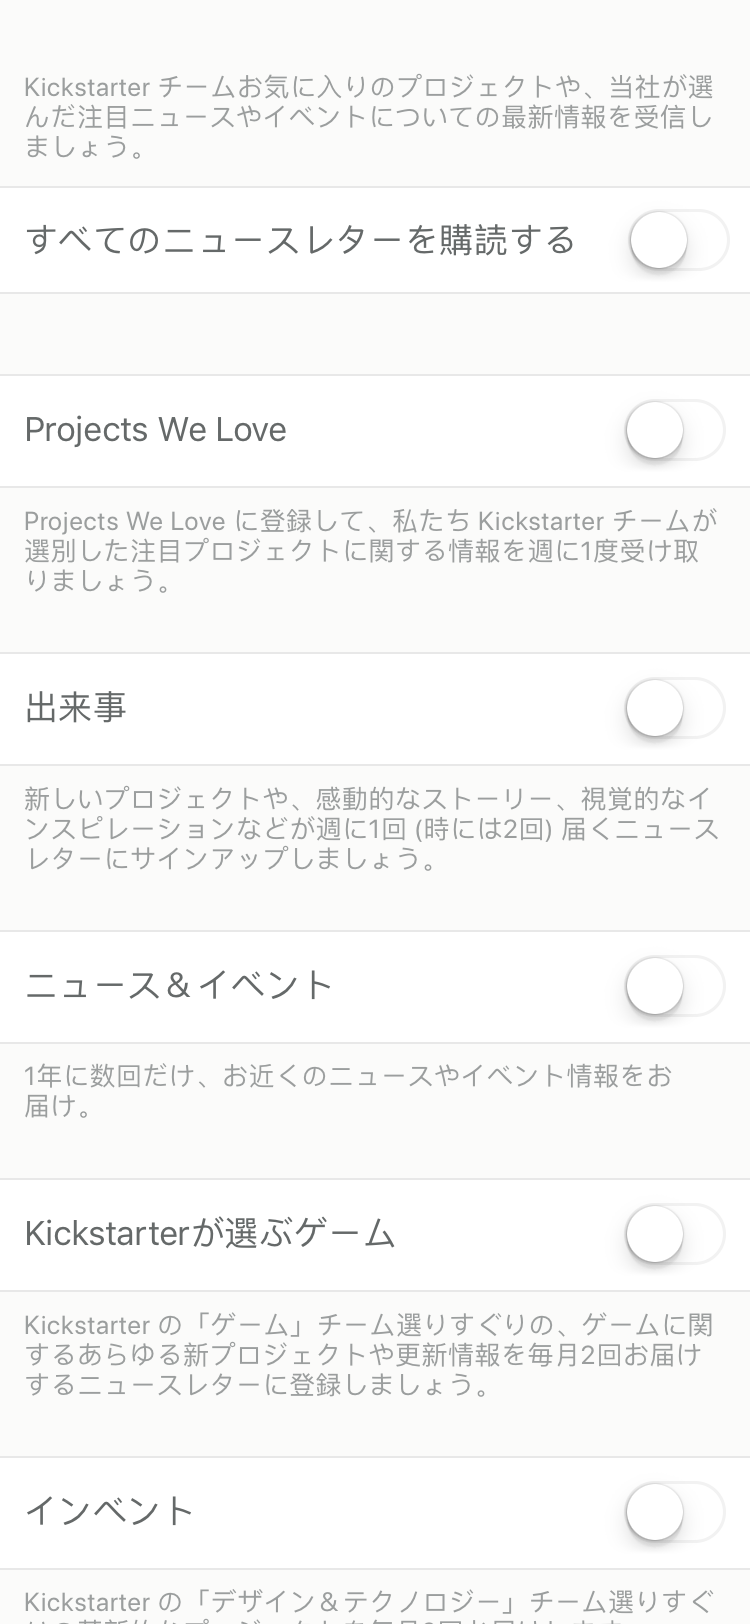 Kickstarter チームお気に入りのプロジェクトや、当社が選
んだ注目ニュースやイベントについての最新情報を受信し
ましょう。
すべてのニュースレターを購読する
Projects We Love
Projects We Love に登録して、私たち Kickstarter チームが
選別した注目プロジェクトに関する情報を週に1度受け取
りましょう。
出来事
新しいプロジェクトや、感動的なストーリー、視覚的なイ
ンスピレーションなどが週に1回 (時には2回) 届くニュース
レターにサインアップしましょう。
ニュース＆イベント
1年に数回だけ、お近くのニュースやイベント情報をお
届け。
Kickstarterが選ぶゲーム
Kickstarter の「ゲーム」チーム選りすぐりの、ゲームに関
するあらゆる新プロジェクトや更新情報を毎月2回お届け
するニュースレターに登録しましょう。
インベント
Kickstarter の「デザイン＆テクノロジー」チーム選りすぐ